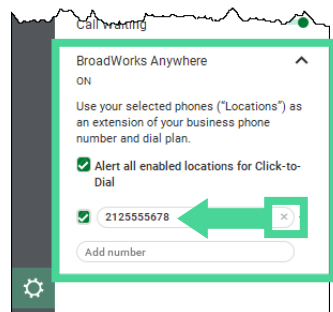 Call waiting
BroadWorks Anywhere
ON
Use your selected phones ("Locations") as
an extension of your business phone
number and dial plan.
Alert all enabled locations for Click-to-
Dial
2125555678
Add number